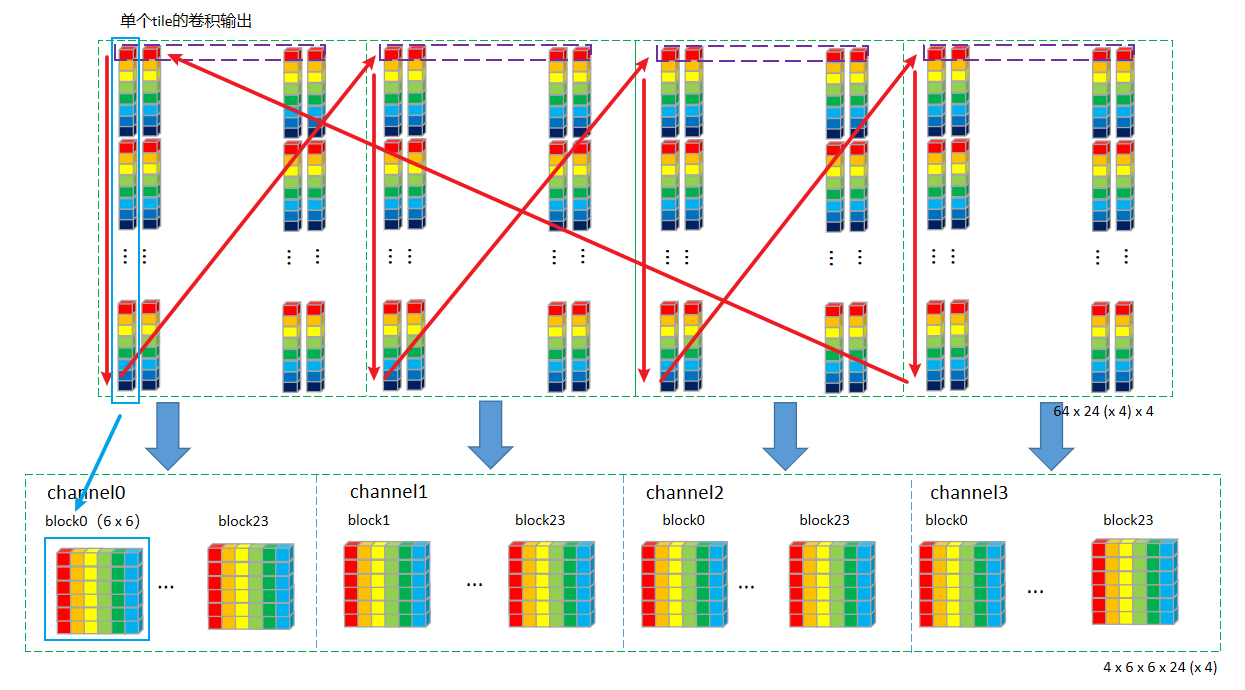 单个tile的卷积输出
64 x 24 (x 4) x 4
channel0
channel1
channel2
channel3
block0（6 x 6）
block23
block1
block23
block0
block23
block0
block23
...
...
...
...
4 x 6 x 6 x 24 (x 4)